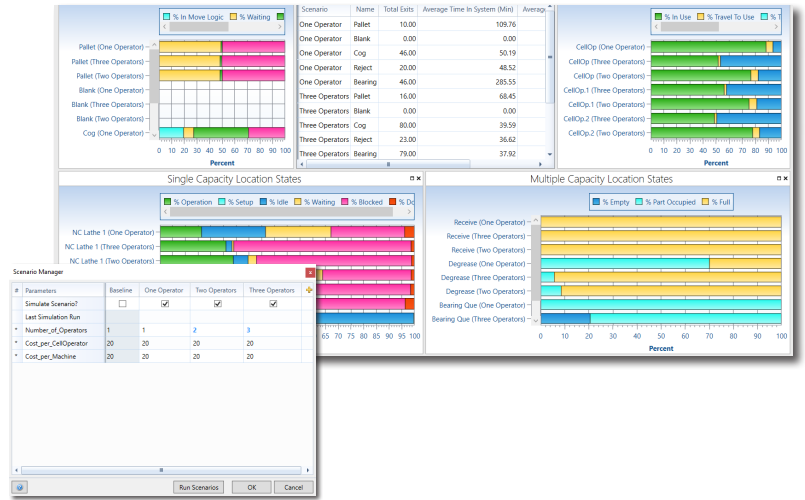 % In Move Logic % Waiting %
Pallet (One Operator)
Pallet (Three Operators)
Pallet (Two Operators)
Blank (One Operator)
Blank (Three Operators)
Blank (Two Operators)
Cog (One Operator)
0 10 20 30 40 50 60 70 80 90 100
Percent
Scenario Name Total Exits Average Time In System (Min) Average
One Operator Pallet 10.00 109.76
One Operator Blank 0.00 0.00
One Operator Cog 46.00 50.19
One Operator Reject 20.00 48.52
One Operator Bearing 46.00 285.55
Three Operators Pallet 16.00 68.45
Three Operators Blank 0.00 0.00
Three Operators Cog 80.00 39.59
Three Operators Reject 23.00 36.62
Three Operators Bearing 79.00 37.92
% In Use % Travel To Use % T
CellOp (One Operator)
CellOp (Three Operators)
CellOp (Two Operators)
CellOp.1 (Three Operators)
CellOp.1 (Two Operators)
CellOp.2 (Three Operators)
CellOp.2 (Two Operators)
0 10 20 30 40 50 60 70 80 90 100
Percent
Single Capacity Location States
% Operation % Setup % Idle % Waiting % Blocked % Do
NC Lathe 1 (One Operator)
NC Lathe 1 (Three Operators)
NC Lathe 1 (Two Operators)
65 70 75 80 85 90 95 100
Multiple Capacity Location States
% Empty % Part Occupied % Full
Receive (One Operator)
Receive (Three Operators)
Receive (Two Operators)
Degrease (One Operator)
Degrease (Three Operators)
Degrease (Two Operators)
Bearing Que (One Operator)
Bearing Que (Three Operators)
0 10 20 30 40 50 60 70 80 90 100
Percent
Scenario Manager
# Parameters Baseline One Operator Two Operators Three Operators
Simulate Scenario?
Last Simulation Run
* Number_of_Operators 1 1 2 3
* Cost_per_CellOperator 20 20 20 20
* Cost_per_Machine 20 20 20 20
Run Scenarios OK Cancel